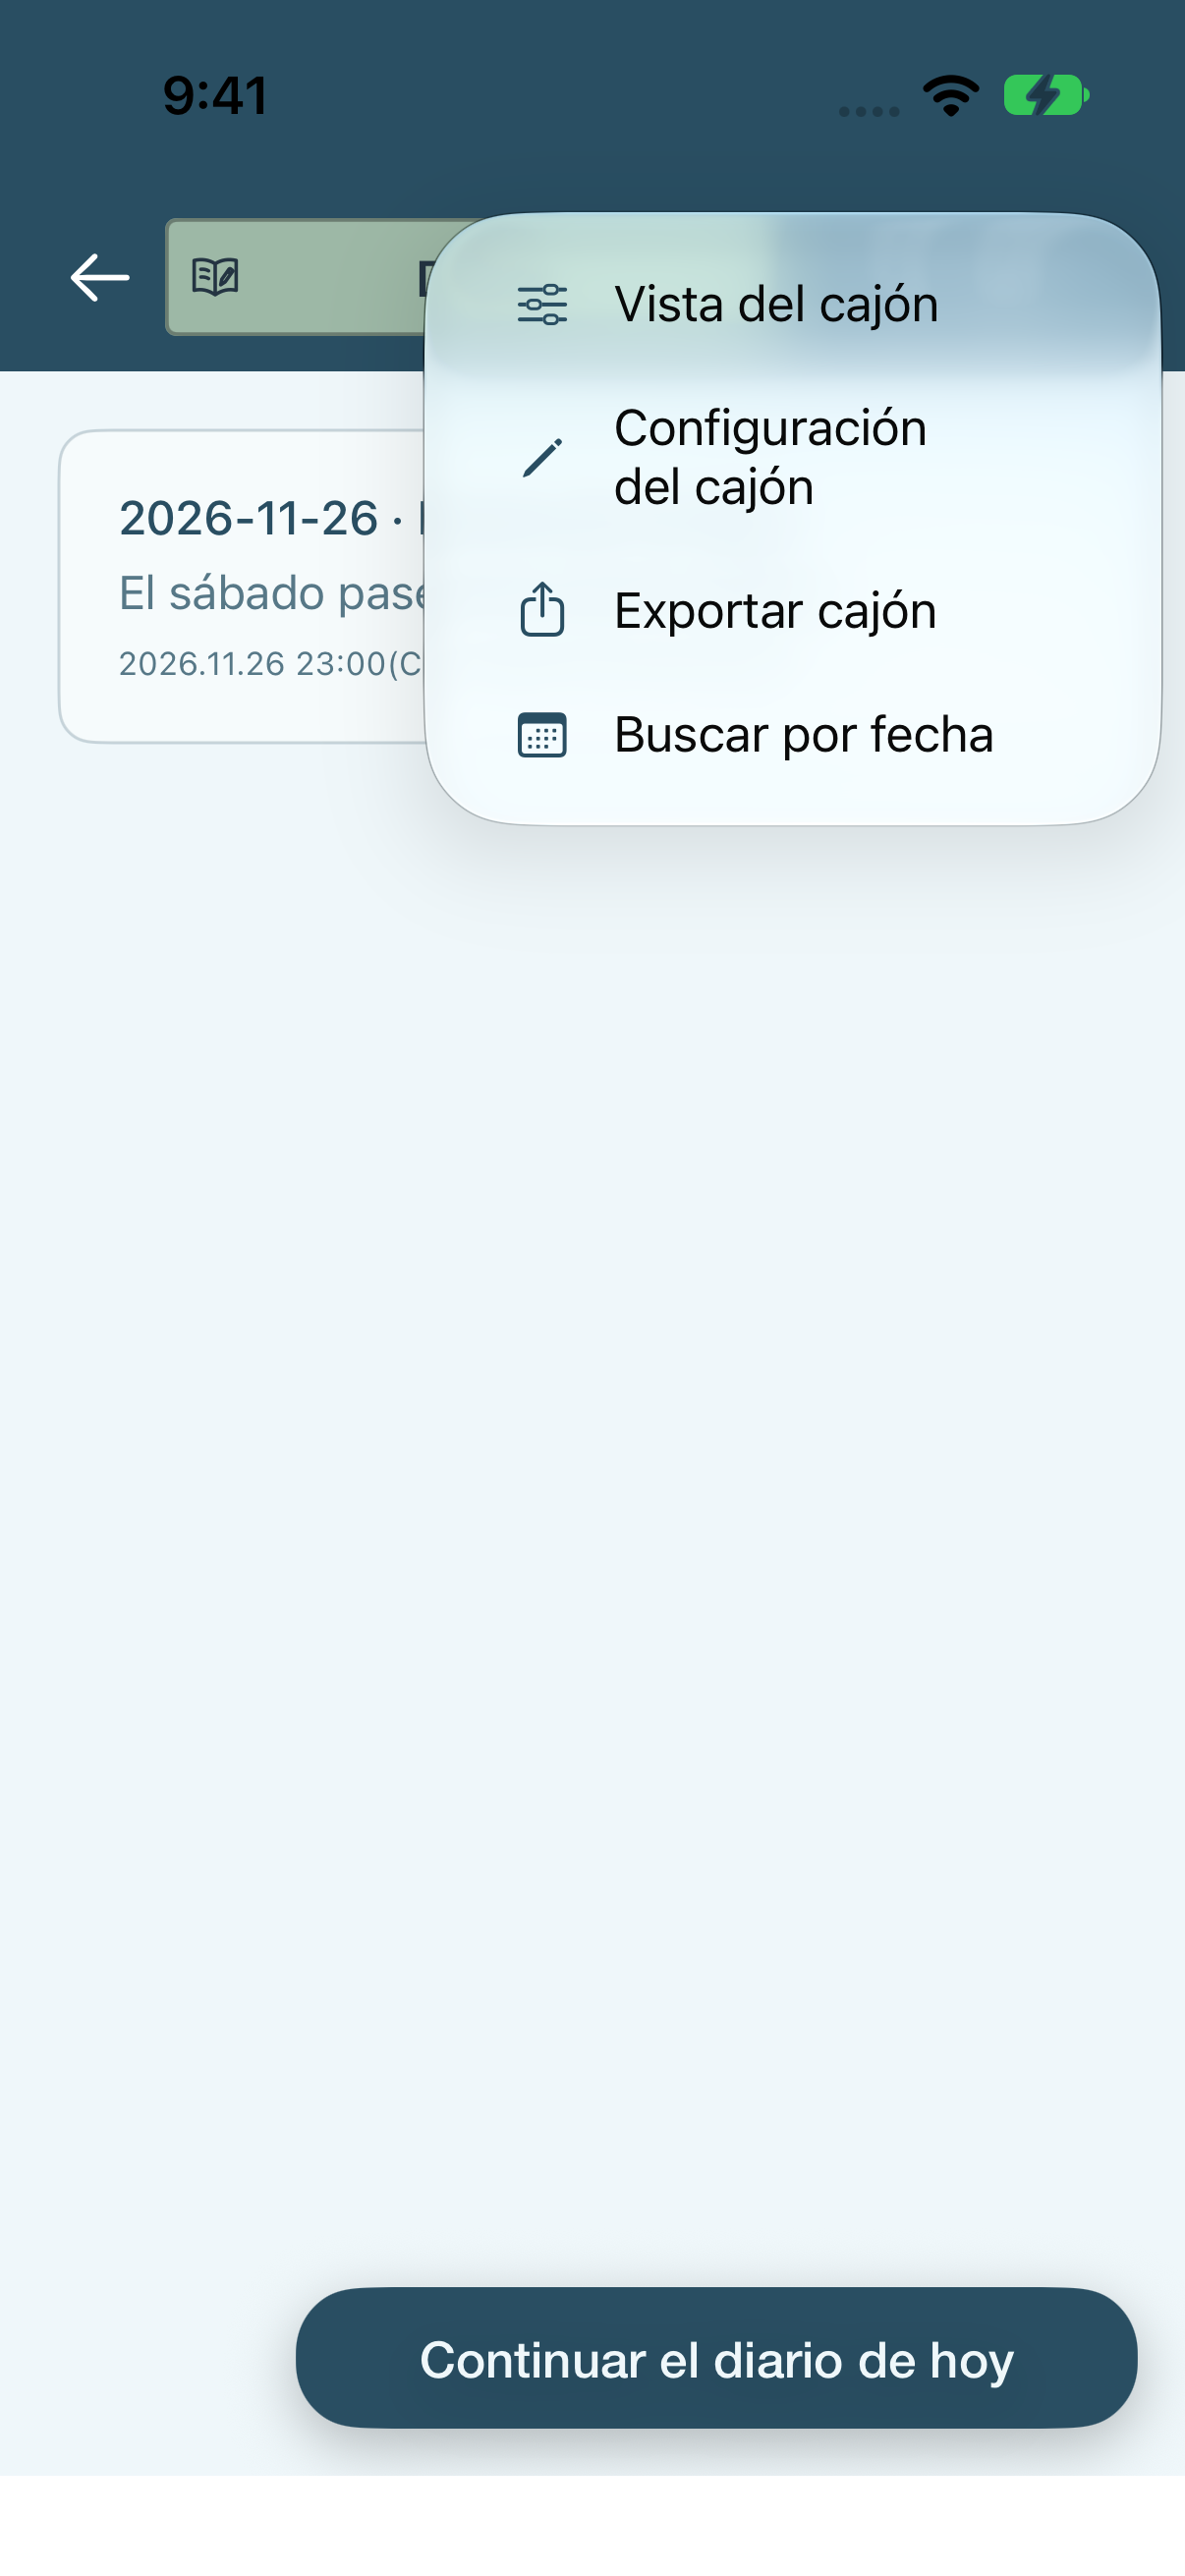 9:41
Vista del cajón
Configuración
del cajón
Exportar cajón
Buscar por fecha
2026-11-26 ·
El sábado
2026.11.26 23:00
Continuar el diario de hoy